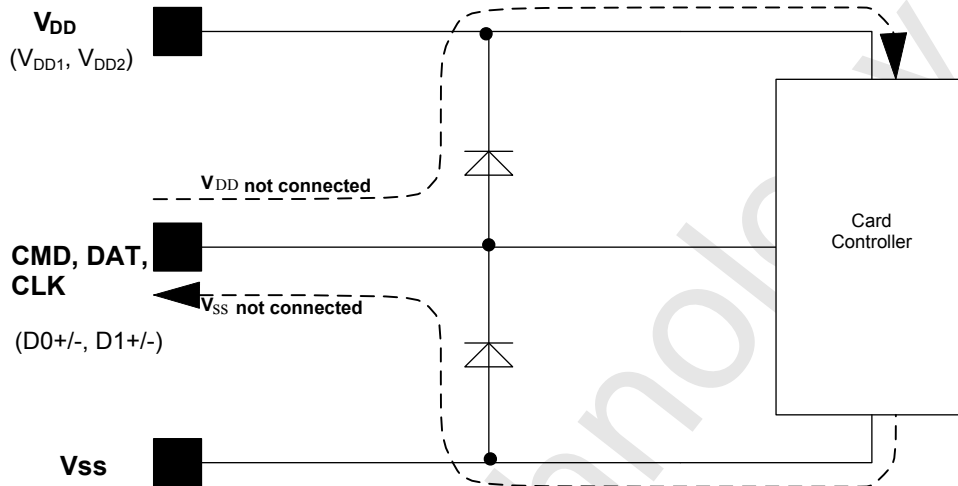 VDD
(VDD1, VDD2)
VDD not connected
CMD, DAT,
CLK
Card
Controller
VSS not connected
(D0+/-, D1+/-)
Vss